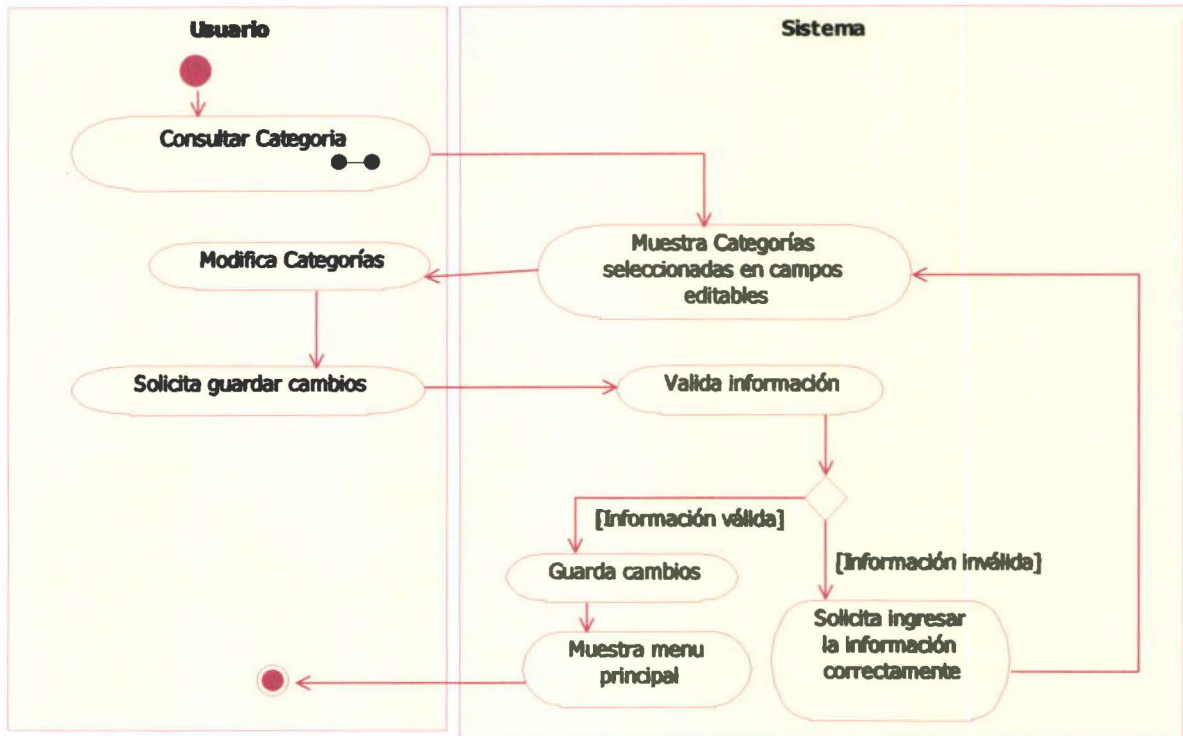 Usuario
Sistema
Consultar Categoria
Muestra Categorías
seleccionadas en campos
editables
Modifica Categorías
Solicita guardar cambios
Valida información
[Información válida]
[Información inválida]
Guarda cambios
Solicita ingresar
la información
correctamente
Muestra menu
principal